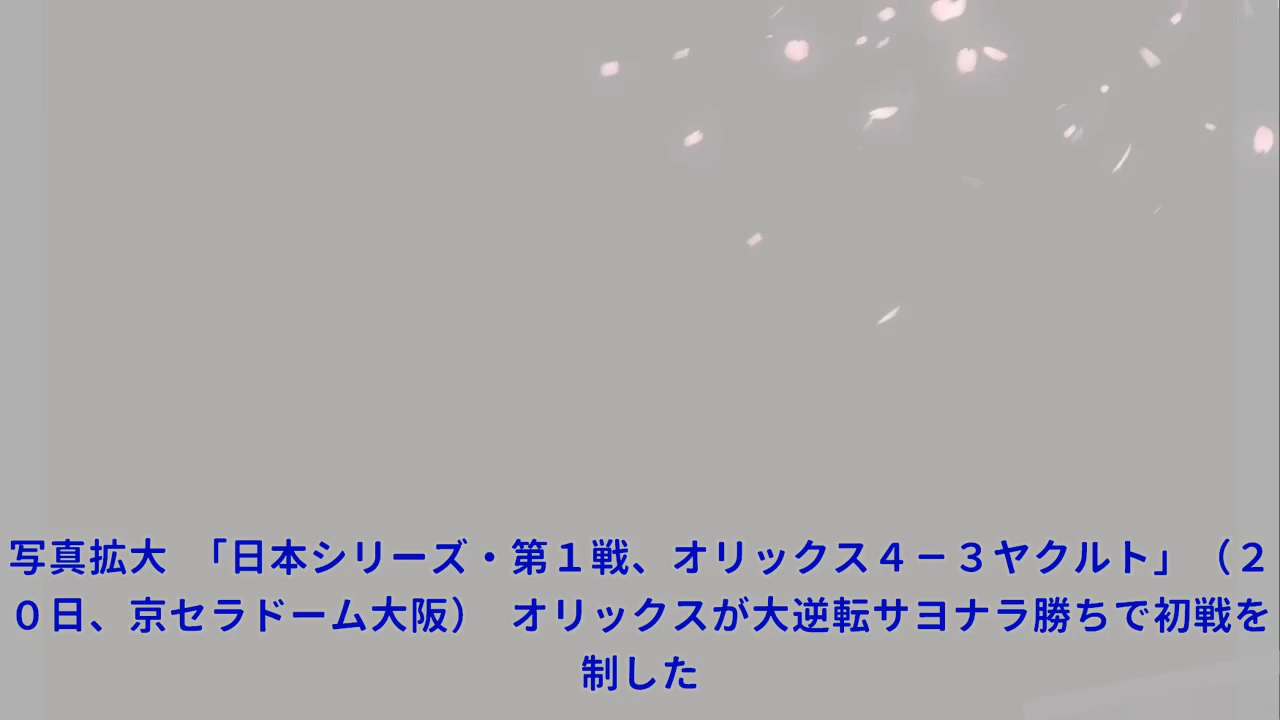 写真拡大　「日本シリーズ・第１戦、オリックス４－３ヤクルト」（２
０日、京セラドーム大阪）　オリックスが大逆転サヨナラ勝ちで初戦を
制した